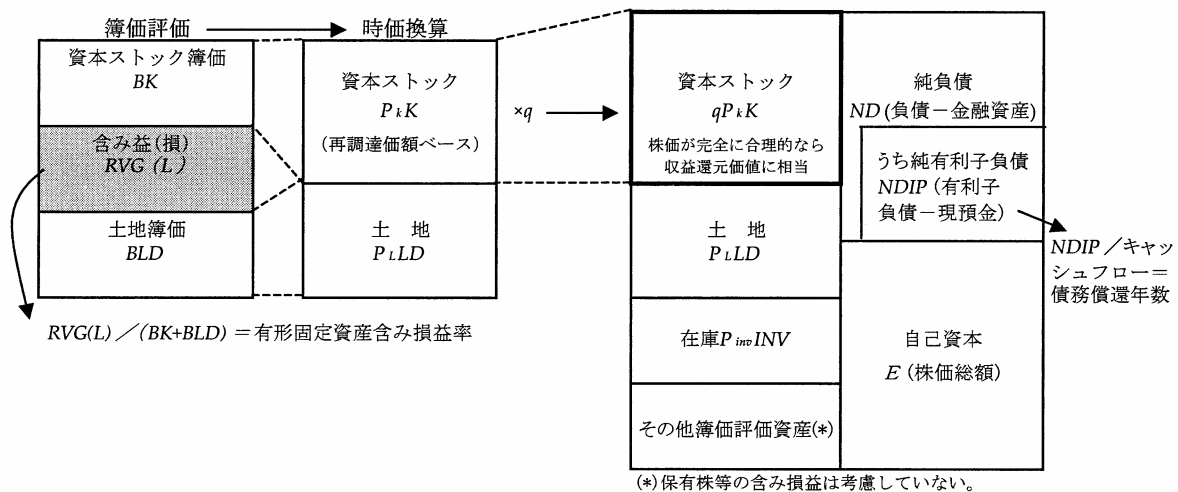 簿価評価
時価換算
資本ストック簿価
BK
含み益(損)
RVG (L)
土地簿価
BLD
RVG(L)／(BK+BLD)＝有形固定資産含み損益率
資本ストック
PkK
(再調達価額ベース)
土　地
PLLD
×q
資本ストック
qPkK
株価が完全に合理的なら
収益還元価値に相当
土　地
PLLD
在庫PinvINV
その他簿価評価資産(*)
純負債
ND (負債－金融資産)
うち純有利子負債
NDIP (有利子
負債－現預金)
自己資本
E (株価総額)
NDIP／キャッ
シュフロー＝
債務償還年数
(*)保有株等の含み損益は考慮していない。